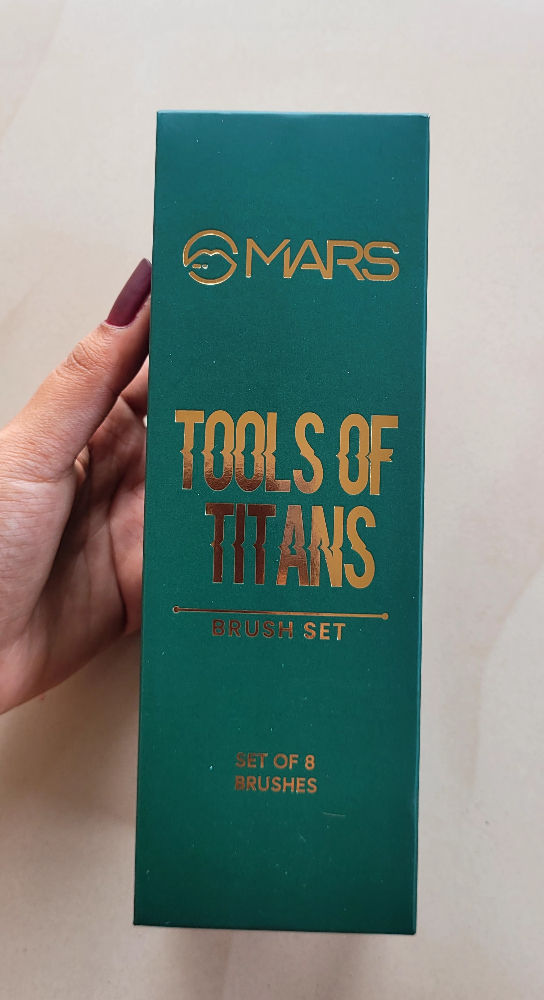 MARS
TOOLS OF
TITANS
BRUSH SET
SET OF 8
BRUSHES